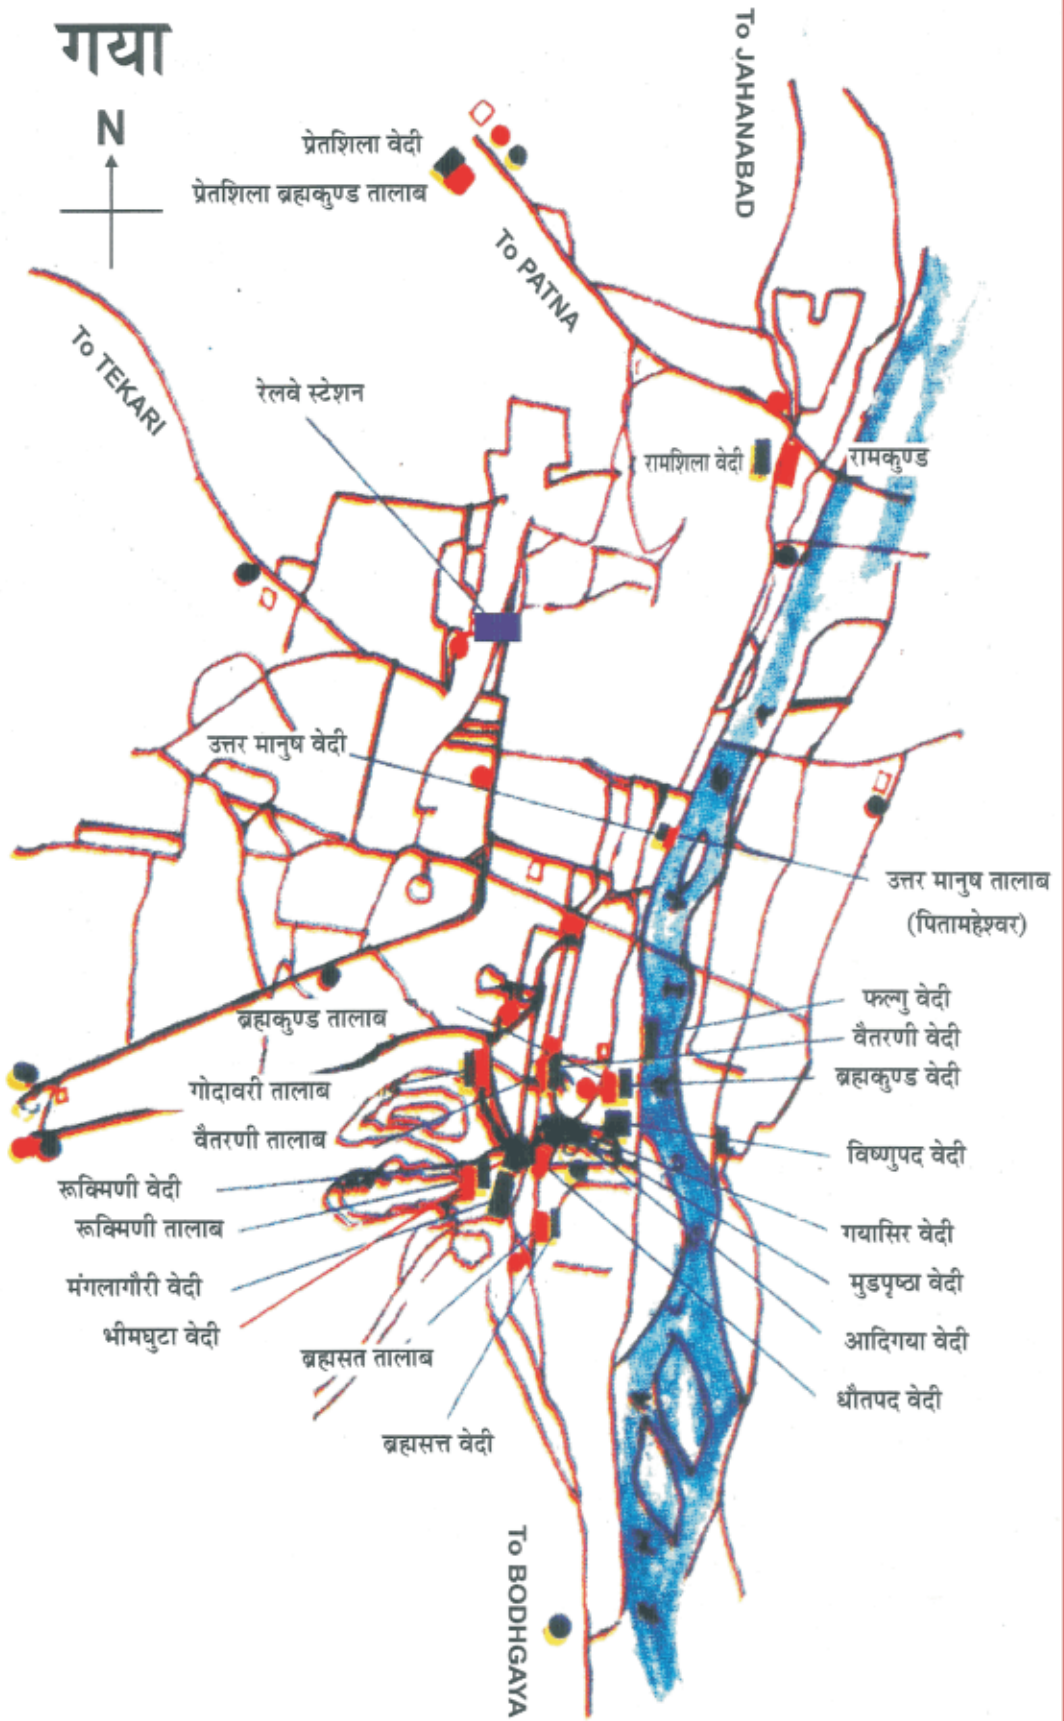 गया
To JAHANABAD
N
प्रेतशिला वेदी
प्रेतशिला ब्रह्मकुण्ड तालाब
To PATNA
To TEKARI
रेलवे स्टेशन
रामशिला वेदी
रामकुण्ड
उत्तर मानुष वेदी
उत्तर मानुष तालाब
(पितामहेश्वर)
फल्गु वेदी
ब्रह्मकुण्ड तालाब
वैतरणी वेदी
ब्रह्मकुण्ड वेदी
गोदावरी तालाब
वैतरणी तालाब
विष्णुपद वेदी
रूक्मिणी वेदी
रूक्मिणी तालाब
गयासिर वेदी
मंगलागौरी वेदी
मुडपृष्ठा वेदी
भीमघुटा वेदी
आदिगया वेदी
ब्रह्मसत तालाब
धौतपद वेदी
ब्रह्मसत्त वेदी
To BODHGAYA